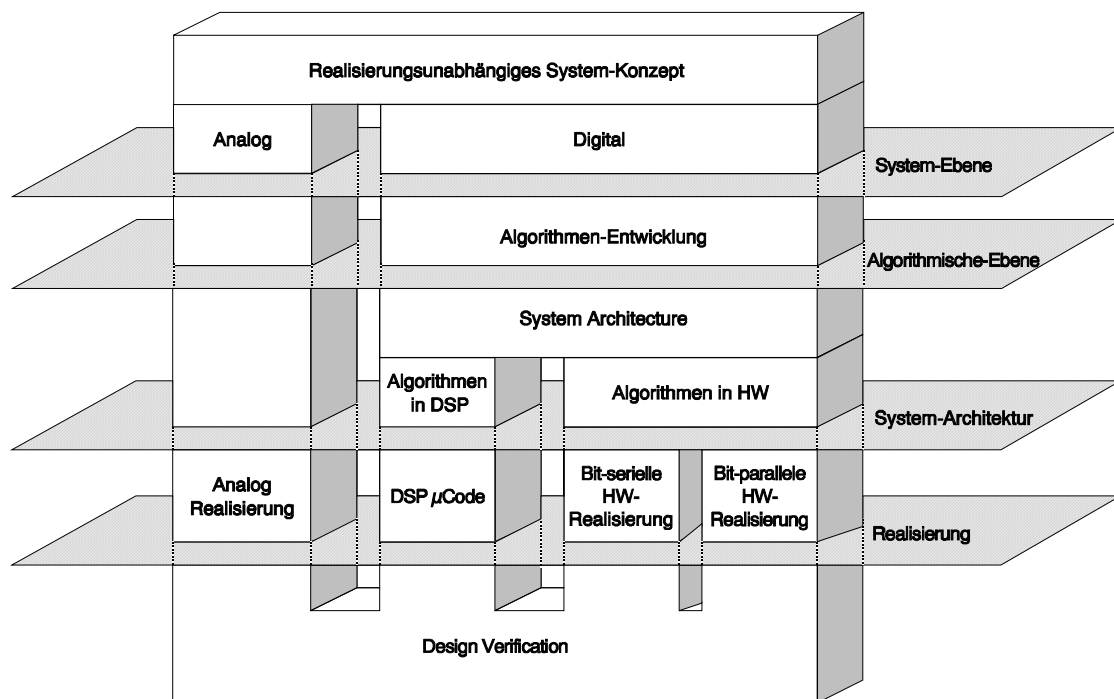 Realisierungsunabhängiges System-Konzept
Analog
Digital
System-Ebene
Algorithmen-Entwicklung
Algorithmische-Ebene
System Architecture
Algorithmen
in DSP
Algorithmen in HW
System-Architektur
Analog
Realisierung
DSP µCode
Bit-serielle
HW-
Realisierung
Bit-parallele
HW-
Realisierung
Realisierung
Design Verification